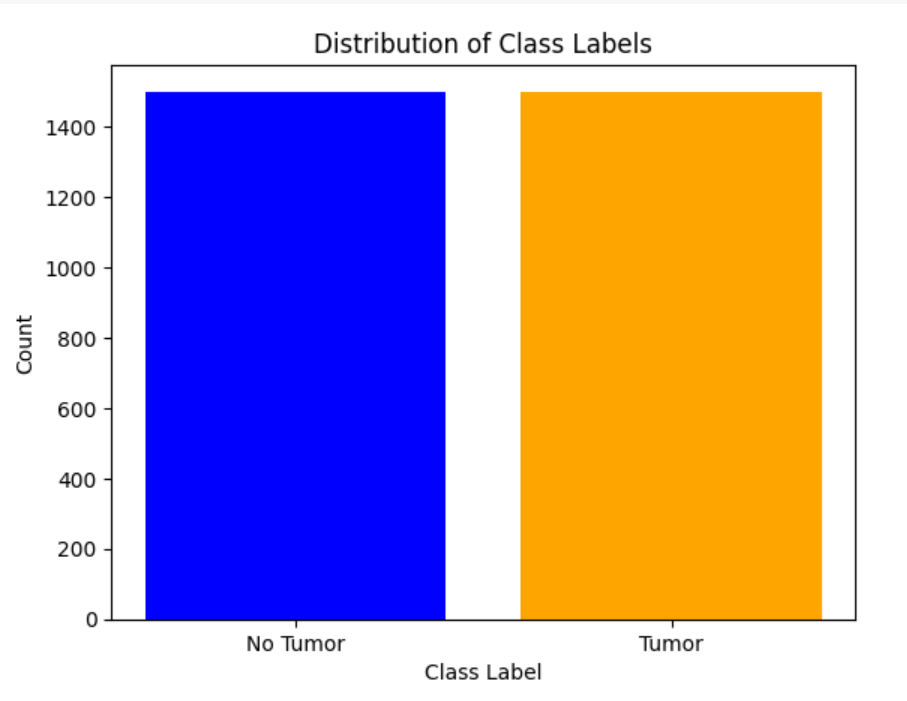 Distribution of Class Labels
Count
1400
1200
1000
800
600
400
200
0
No Tumor Tumor
Class Label